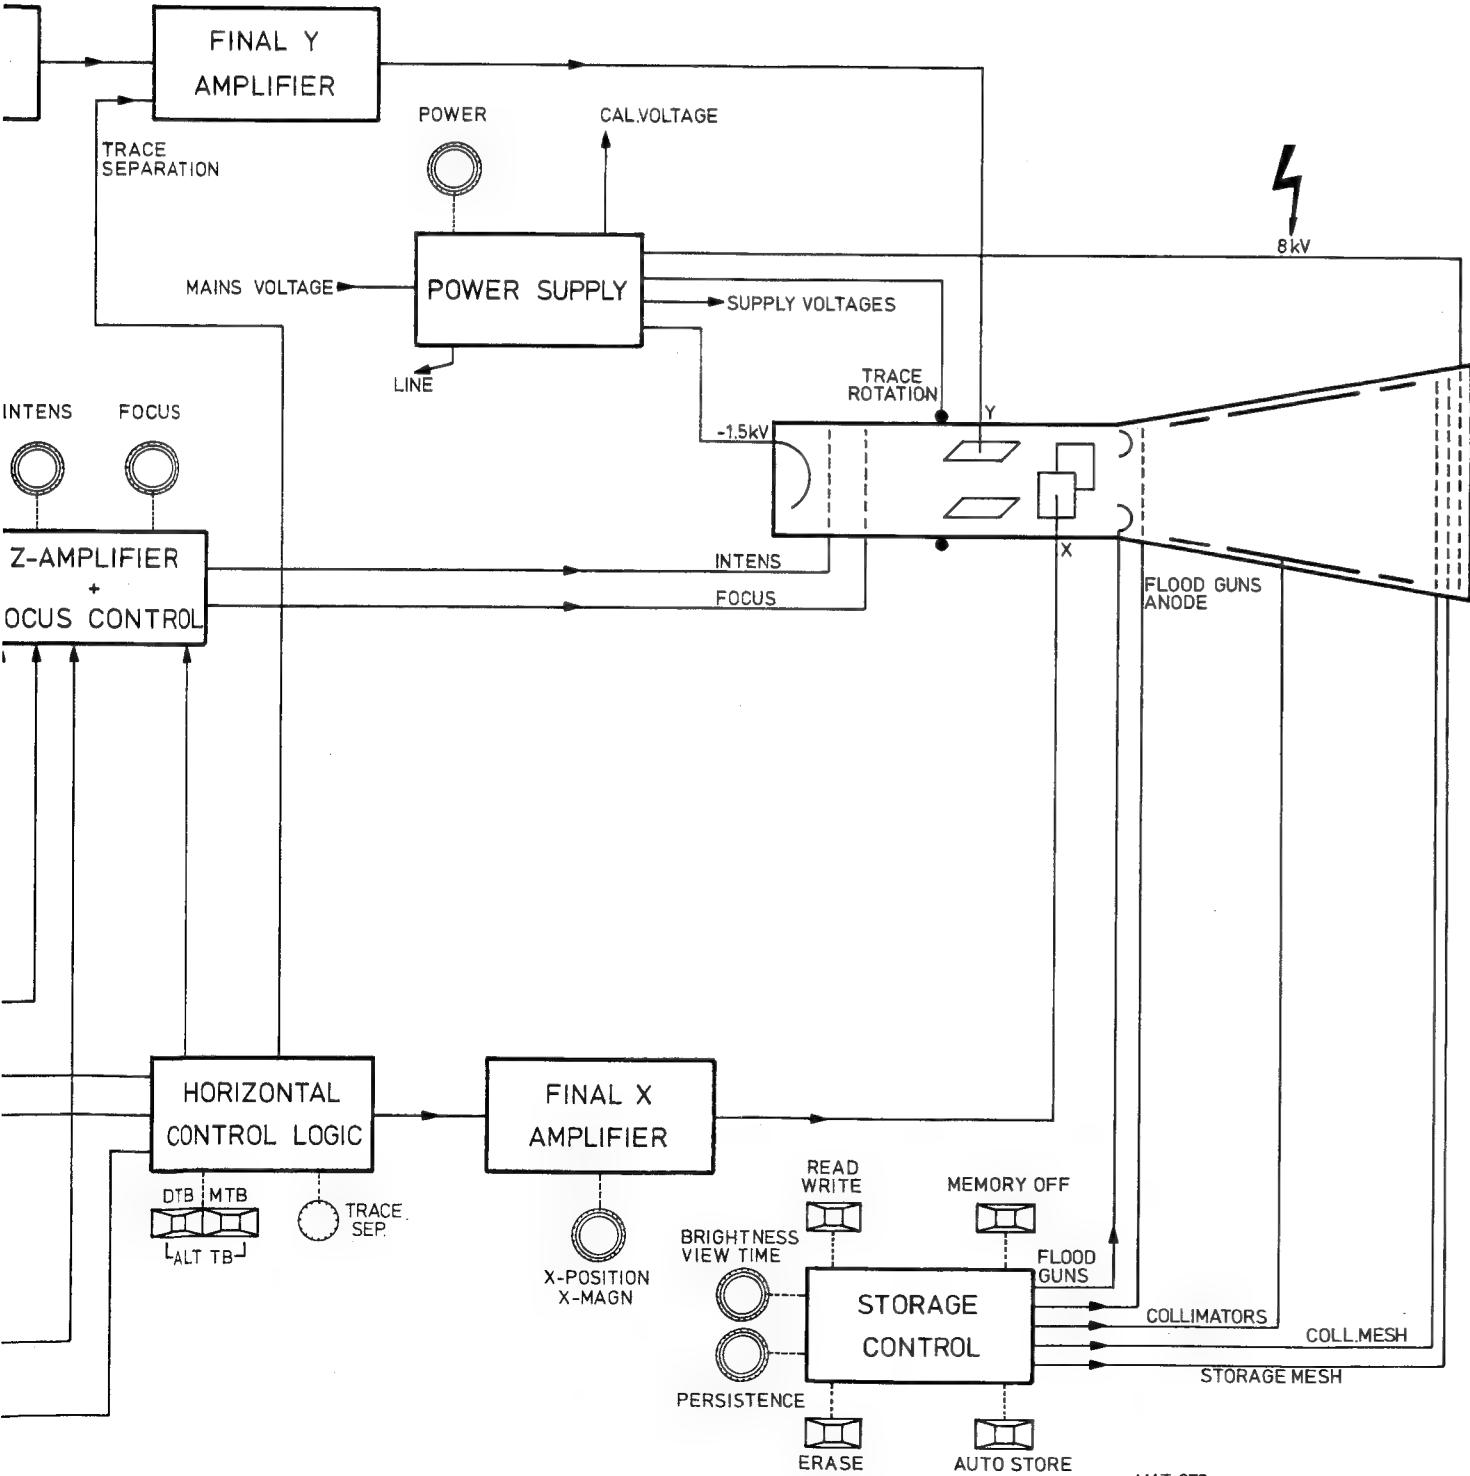 FINAL Y
AMPLIFIER
TRACE
SEPARATION
POWER
CAL.VOLTAGE
8kV
MAINS VOLTAGE
POWER SUPPLY
SUPPLY VOLTAGES
LINE
TRACE
ROTATION
Y
-1.5kV
INTENS
FOCUS
Z-AMPLIFIER
+
OCUS CONTROL
INTENS
FOCUS
X
FLOOD GUNS
ANODE
HORIZONTAL
CONTROL LOGIC
FINAL X
AMPLIFIER
DTB MTB
ALT TB
TRACE
SEP.
X-POSITION
X-MAGN
READ
WRITE
MEMORY OFF
BRIGHTNESS
VIEW TIME
FLOOD
GUNS
STORAGE
CONTROL
COLLIMATORS
COLL.MESH
STORAGE MESH
PERSISTENCE
ERASE
AUTO STORE